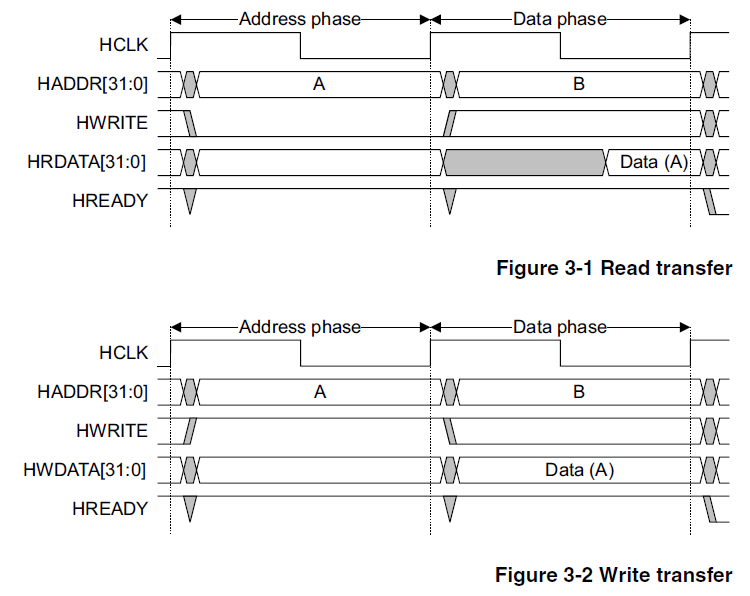 Address phase Data phase
HCLK
HADDR[31:0] A B
HWRITE
HRDATA[31:0] Data (A)
HREADY
Figure 3-1 Read transfer
Address phase Data phase
HCLK
HADDR[31:0] A B
HWRITE
HWDATA[31:0] Data (A)
HREADY
Figure 3-2 Write transfer